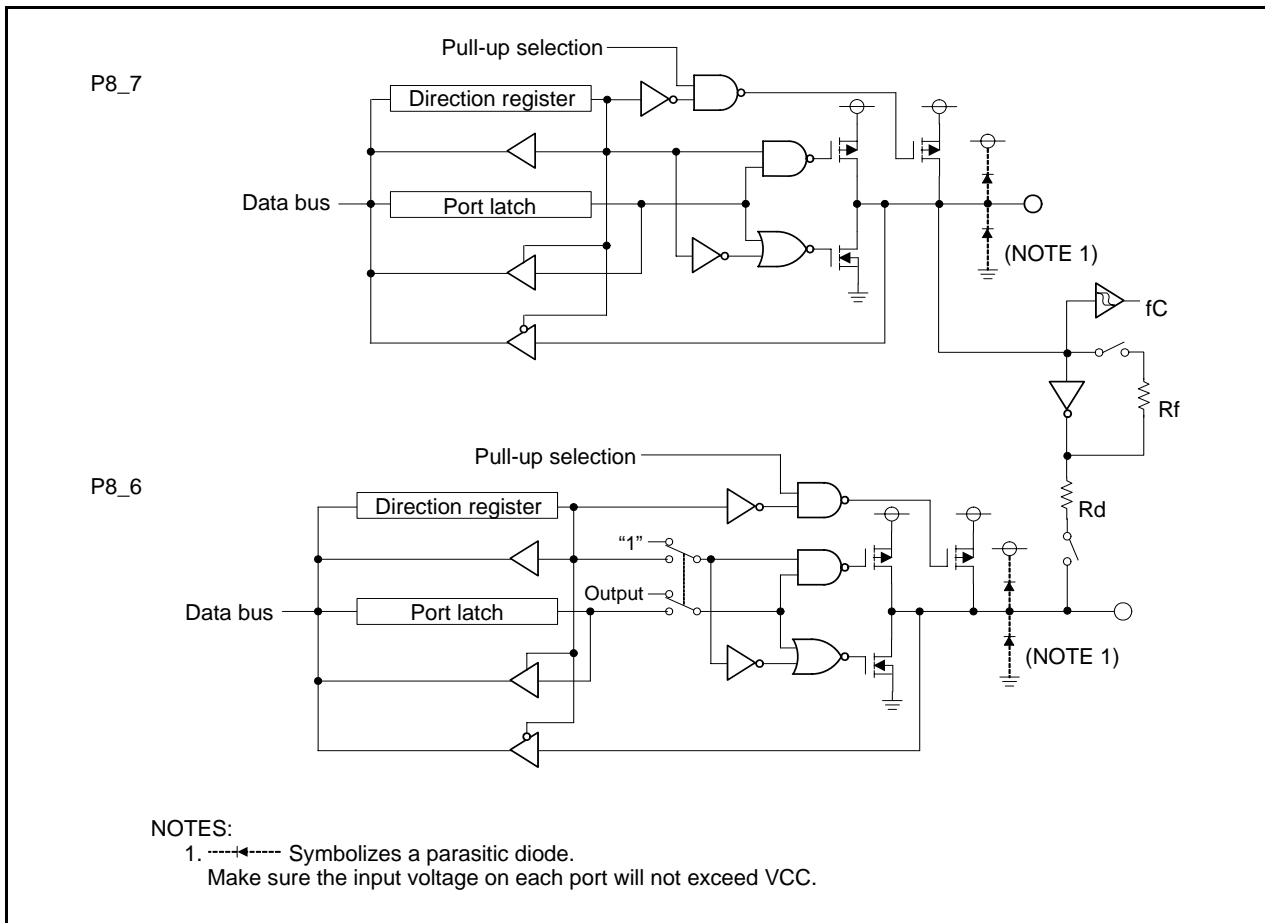 Pull-up selection
P8_7
Direction register
Data bus
Port latch
(NOTE 1)
fC
Rf
Pull-up selection
P8_6
Direction register
Rd
“1”
Output
Data bus
Port latch
(NOTE 1)
NOTES:
1. Symbolizes a parasitic diode.
Make sure the input voltage on each port will not exceed VCC.